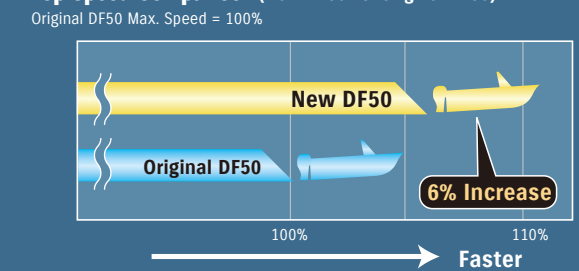 Original DF50 Max. Speed = 100%
New DF50
Original DF50
6% Increase
100% 110%
Faster